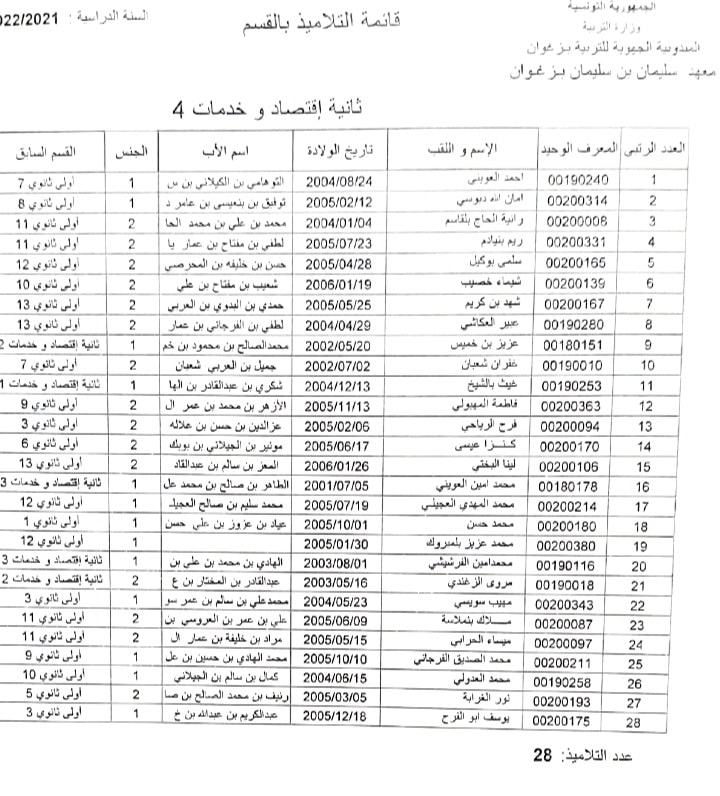 الجمهورية التونسية
وزارة التربية
المندوبية الجهوية للتربية بزغوان
معهد سليمان بن سليمان بزغوان
قائمة التلاميذ بالقسم
السنة الدراسية : 022/2021
ثانية إقتصاد و خدمات 4
العدد الرتبي المعرف الوحيد الإسم و اللقب تاريخ الولادة اسم الأب الجنس القسم السابق
1 00190240 احمد العويني 2004/08/24 التوهامي بن الكيلاني بن س 1 أولى ثانوي 7
2 00200314 امان الله دبوسي 2005/02/12 توفيق بن بنعيسى بن عامر د 1 أولى ثانوي 8
3 00200008 رانية الحاج بلقاسم 2004/01/04 محمد بن علي بن محمد الحا 2 أولى ثانوي 11
4 00200331 ريم بنيادم 2005/07/23 لطفي بن مفتاح بن عمار يا 2 أولى ثانوي 11
5 00200165 سلمى بوكيل 2005/04/28 حسن بن خليفه بن المحرصي 2 أولى ثانوي 12
6 00200139 شيماء خصيب 2006/01/19 شعيب بن مفتاح بن علي 2 أولى ثانوي 10
7 00200167 شهد بن كريم 2005/05/25 حمدي بن البدوي بن العربي 2 أولى ثانوي 13
8 00190280 عبير العكاشي 2004/04/29 لطفي بن الفرجاني بن عمار 2 أولى ثانوي 13
9 00180151 عزيز بن خميس 2002/05/20 محمدالصالح بن محمود بن خم 1 ثانية إقتصاد و خدمات 2
10 00190010 غفران شعبان 2002/07/02 جميل بن العربي شعبان 2 أولى ثانوي 7
11 00190253 غيث بالشيخ 2004/12/13 شكري بن عبدالقادر بن الها 1 ثانية إقتصاد و خدمات 1
12 00200363 فاطمة المهبولي 2005/11/13 الأزهر بن محمد بن عمر ال 2 أولى ثانوي 9
13 00200094 فرح الرياحي 2005/02/06 عزالدين بن حسن بن علاله 2 أولى ثانوي 3
14 00200170 كنزا عيسى 2005/06/17 مونير بن الجيلاني بن بوبك 2 أولى ثانوي 6
15 00200106 لينا البختي 2006/01/26 المعز بن سالم بن عبدالقاد 2 أولى ثانوي 13
16 00180178 محمد امين العويني 2001/07/05 الطاهر بن صالح بن محمد عل 1 ثانية إقتصاد و خدمات 3
17 00200214 محمد المهدي العجيلي 2005/07/19 محمد سليم بن صالح العجيل 1 أولى ثانوي 12
18 00200180 محمد حسن 2005/10/01 عياد بن عزوز بن علي حسن 1 أولى ثانوي 1
19 00200380 محمد عزيز بلمبروك 2005/01/30 1 أولى ثانوي 12
20 00190116 محمدامين الفرشيشي 2003/08/01 الهادي بن محمد بن علي بن 1 ثانية إقتصاد و خدمات 3
21 00190018 مروى الزغندي 2003/05/16 عبدالقادر بن المختار بن ع 2 ثانية إقتصاد و خدمات 2
22 00200343 مهيب سويسي 2004/05/23 محمدعلي بن سالم بن عمر سو 1 أولى ثانوي 3
23 00200087 ملاك بنملاسة 2005/06/09 علي بن عمر بن العروسي بن 2 أولى ثانوي 11
24 00200097 ميساء الحرابي 2005/05/15 مراد بن خليفة بن عمار ال 2 أولى ثانوي 11
25 00200211 محمد الصديق الفرجاني 2005/10/10 محمد الهادي بن حسين بن عل 1 أولى ثانوي 9
26 00190258 محمد العدولي 2004/06/15 كمال بن سالم بن الجيلاني 1 أولى ثانوي 10
27 00200193 نور الغرابة 2005/03/05 رئيف بن محمد الصالح بن صا 2 أولى ثانوي 5
28 00200175 يوسف ابو الفرح 2005/12/18 عبدالكريم بن عبدالله بن خ 1 أولى ثانوي 3
عدد التلاميذ: 28